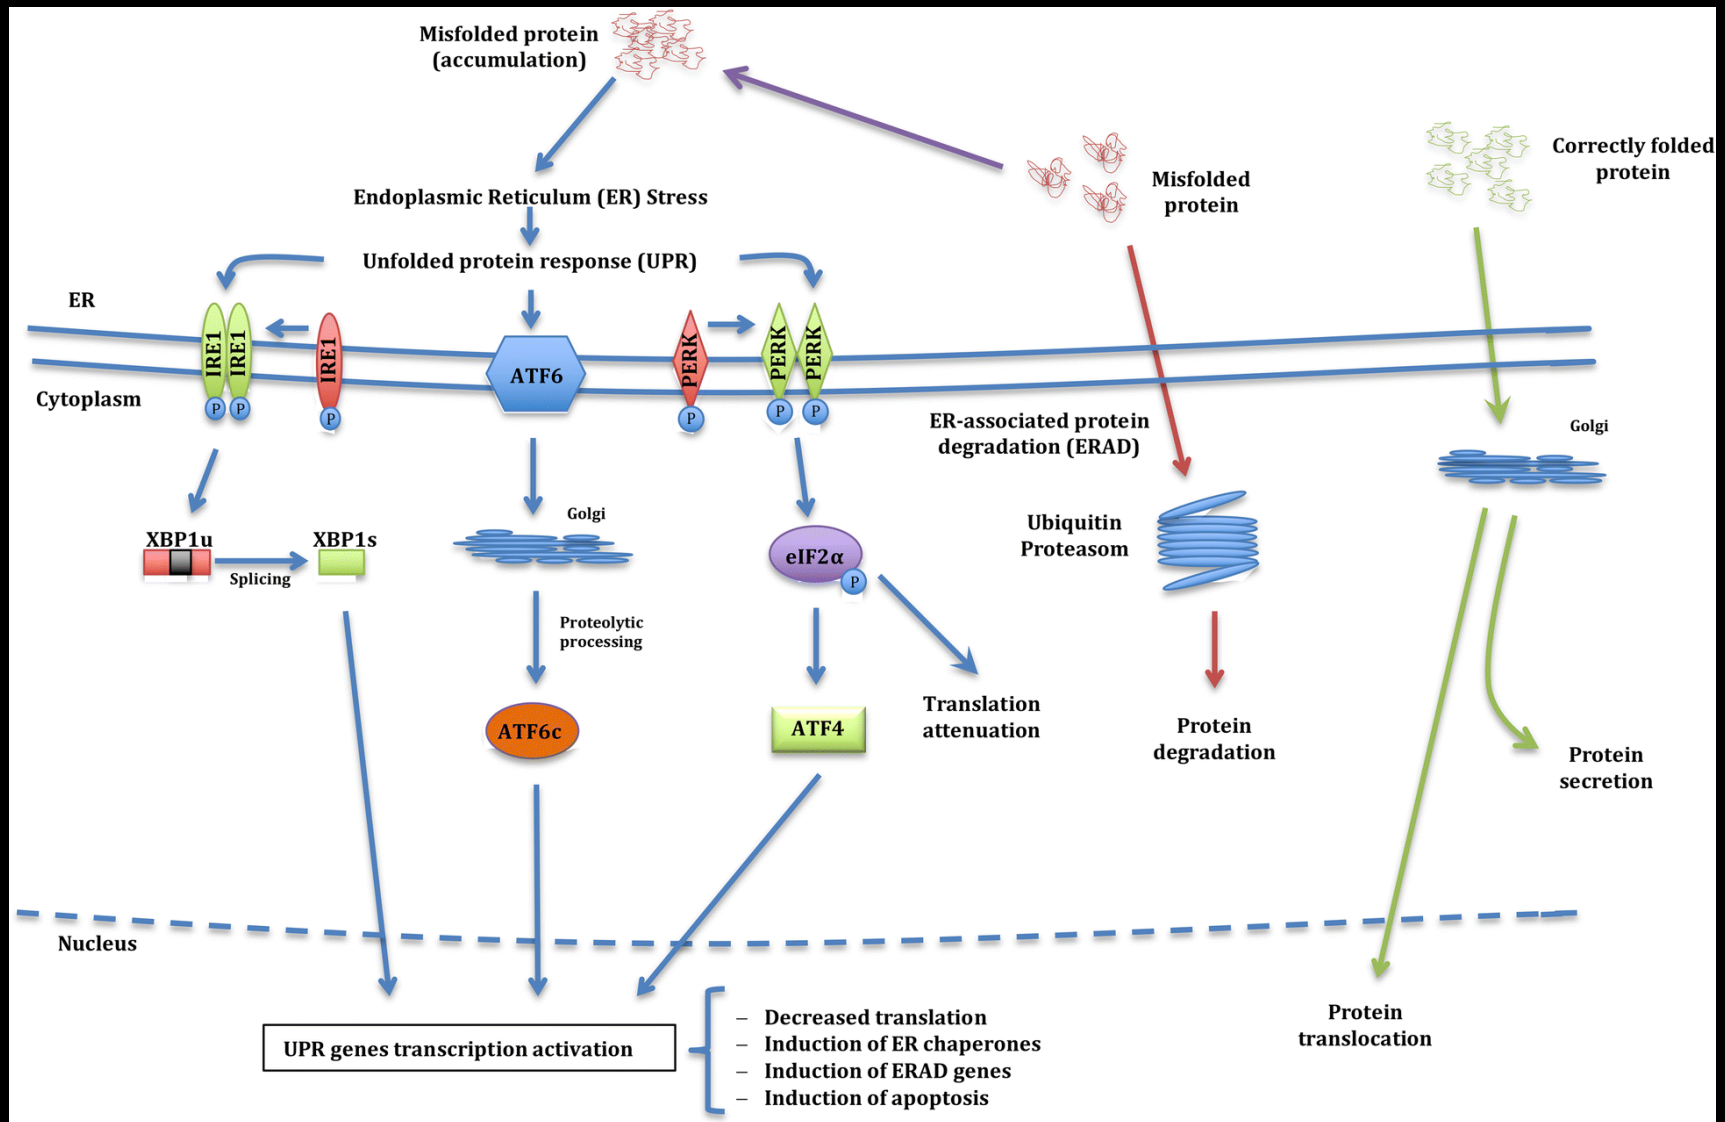 Misfolded protein
(accumulation)
Correctly folded
protein
Misfolded
protein
Endoplasmic Reticulum (ER) Stress
Unfolded protein response (UPR)
ER
IRE1
IRE1
IRE1
ATF6
PERK
PERK
PERK
Cytoplasm
P
P
P
P
P
P
ER-associated protein
degradation (ERAD)
Golgi
Golgi
XBP1u
XBP1s
Splicing
eIF2α
P
Ubiquitin
Proteasom
Proteolytic
processing
ATF6c
ATF4
Translation
attenuation
Protein
degradation
Protein
secretion
Nucleus
UPR genes transcription activation
– Decreased translation
– Induction of ER chaperones
– Induction of ERAD genes
– Induction of apoptosis
Protein
translocation